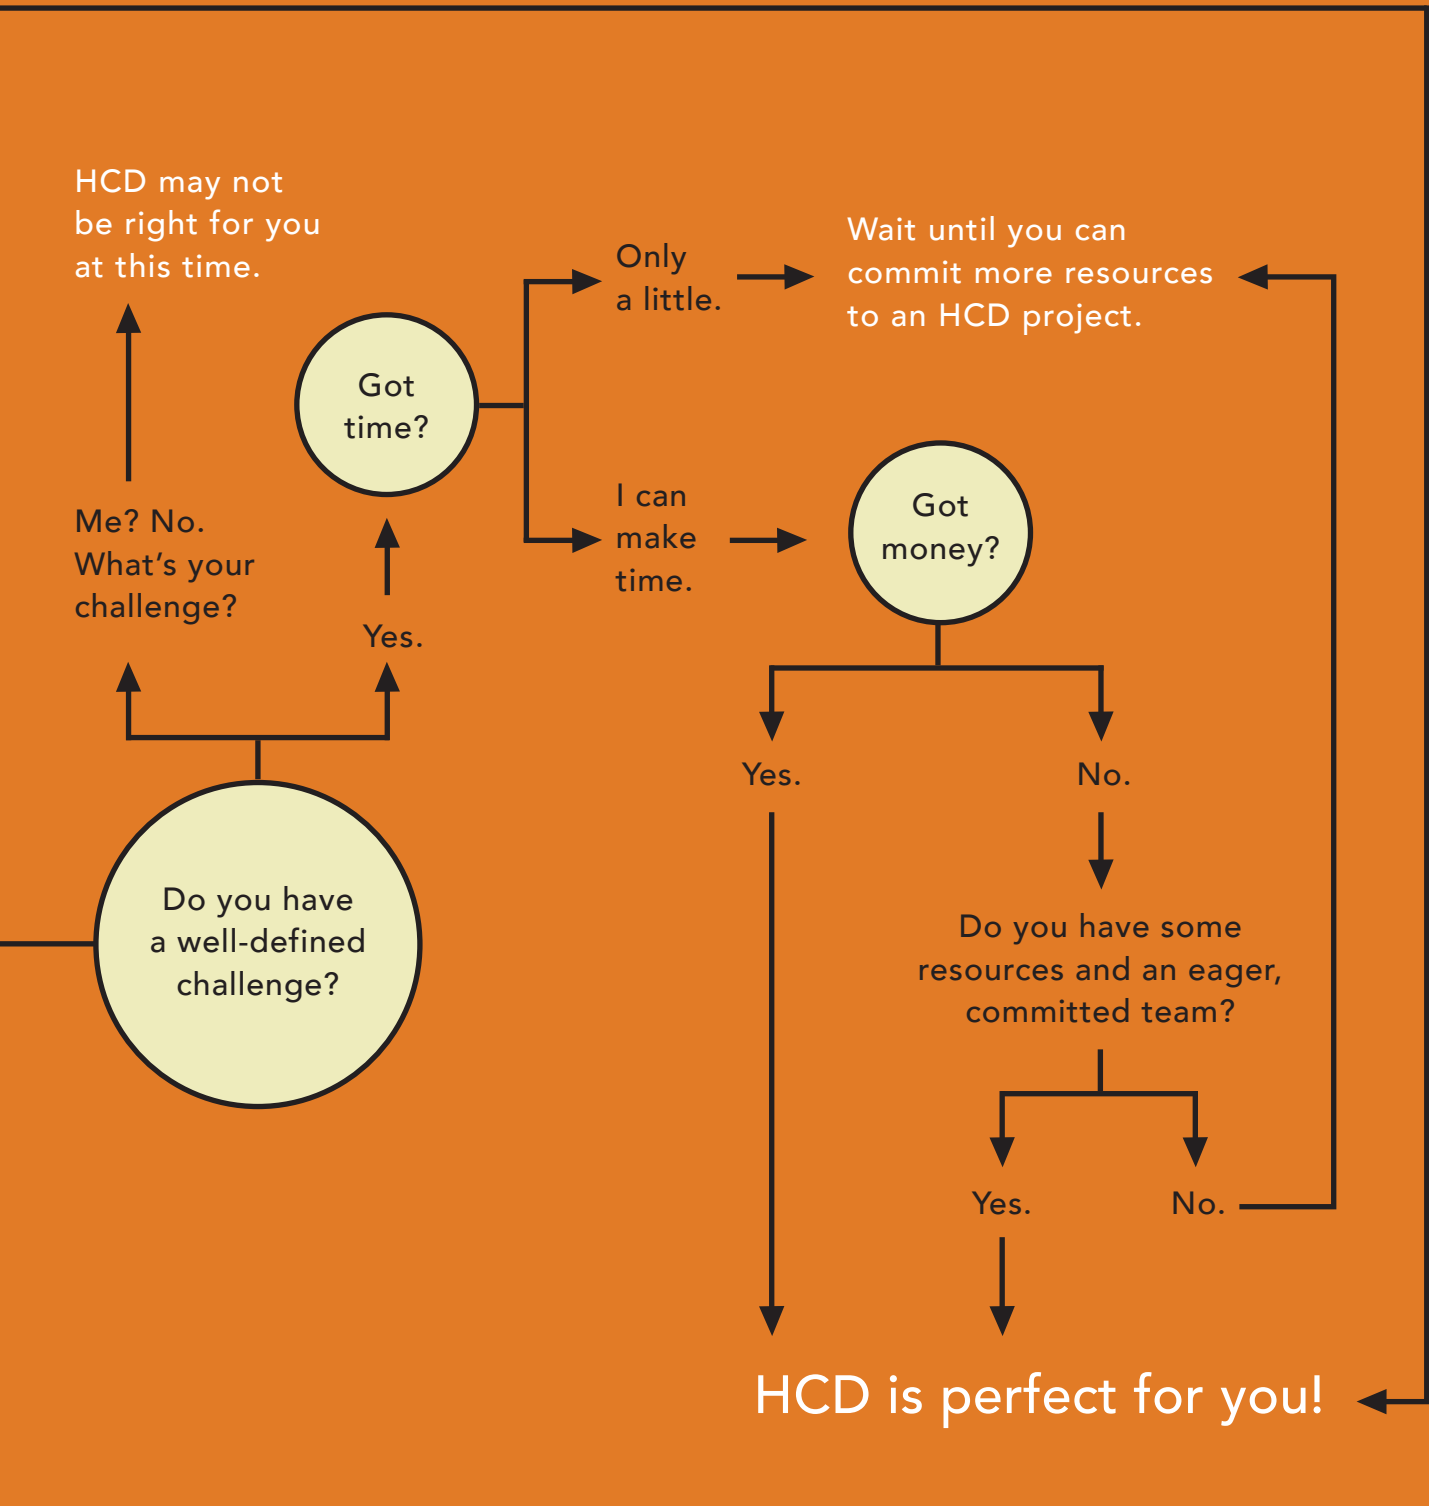 HCD may not
be right for you
at this time.
Me? No.
What's your
challenge?
Yes.
Do you have
a well-defined
challenge?
Got
time?
Only
a little.
Wait until you can
commit more resources
to an HCD project.
I can
make
time.
Got
money?
Yes.
No.
Do you have some
resources and an eager,
committed team?
Yes.
No.
HCD is perfect for you!